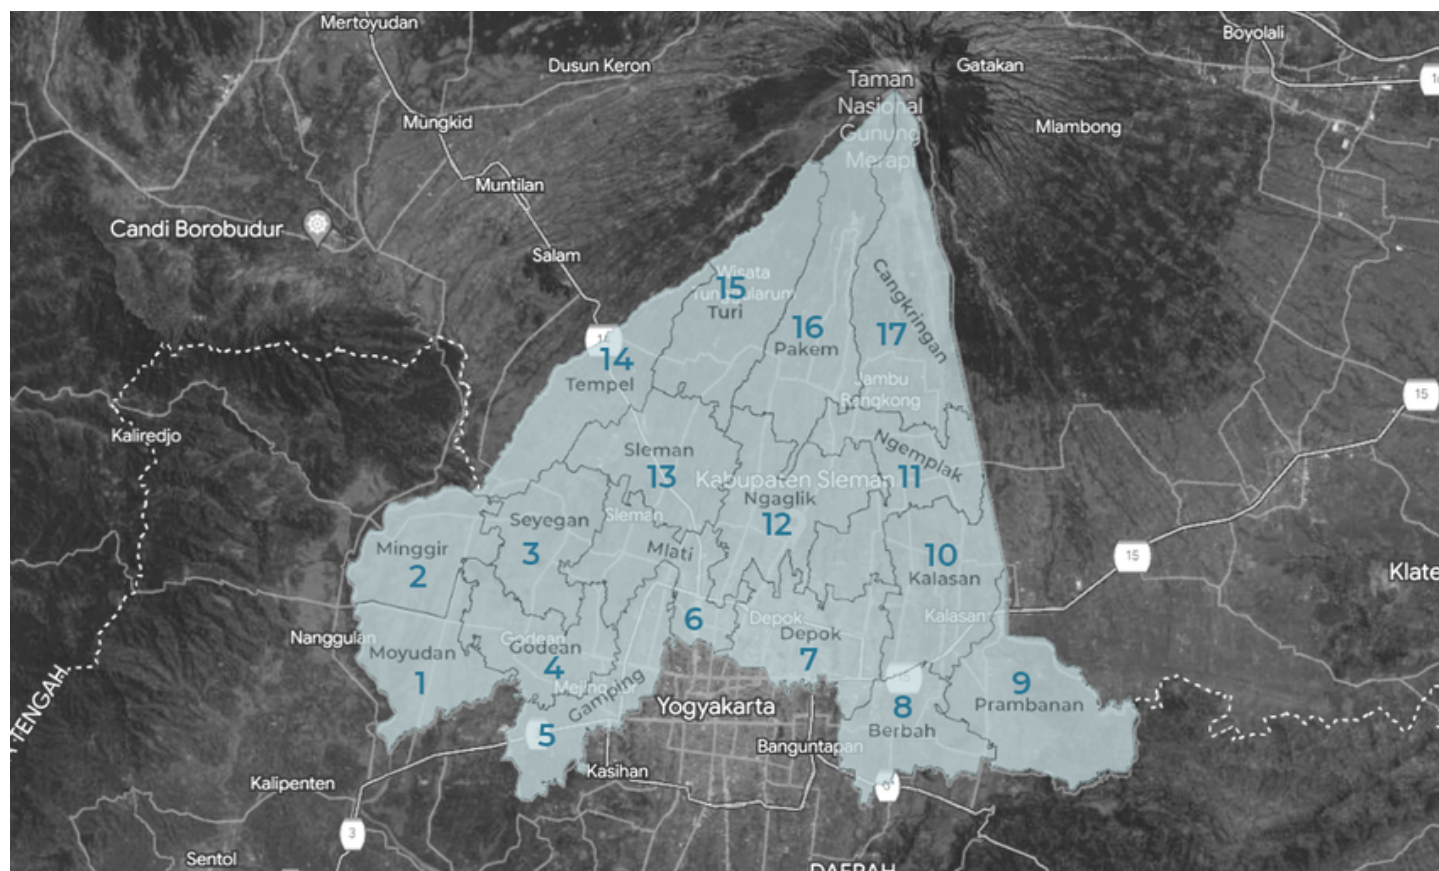 Mertoyudan
Boyolali
Dusun Keron
Gatakan
Taman
Nasional
Gunung
Merapi
Mungkid
Mlambong
Muntilan
Candi Borobudur
Salam
Wisata
15
Turi
Cangkringan
16
Pakem
17
14
Tempel
Jambu
15
Kaliredjo
Sleman
13
Ngemplak
11
Kabupaten Sleman
Ngaglik
12
Seyegan
Sleman
Minggir
2
3
Mlati
10
Kalasan
15
Klate
Nanggulan
Moyudan
1
Godean
Godean
4
6
Depok
Depok
7
Kalasan
9
Prambanan
TENGAH
Gamping
5
Yogyakarta
8
Berbah
Banguntapan
Kasihan
Kalipenten
3
Sentol
DAERAH